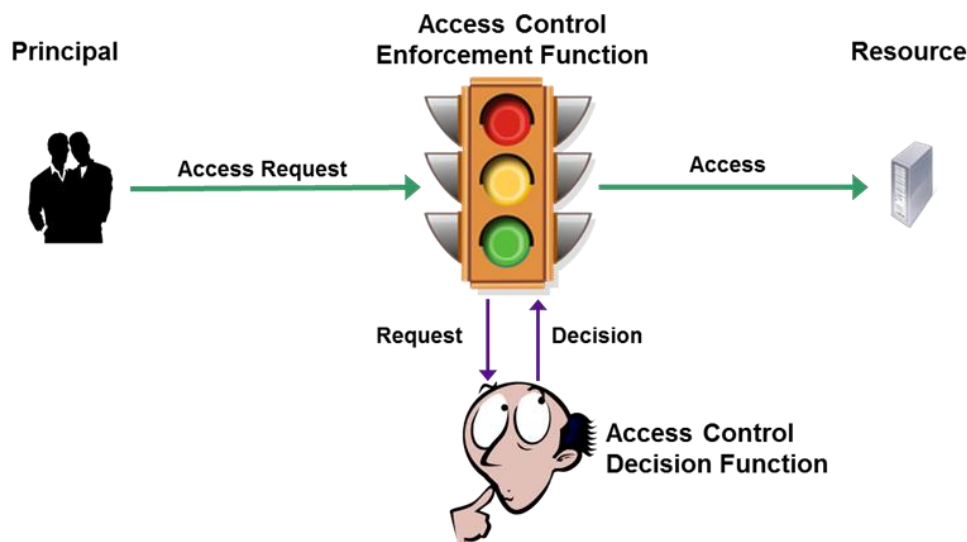 Principal
Access Control
Enforcement Function
Resource
Access Request
Access
Request
Decision
Access Control
Decision Function